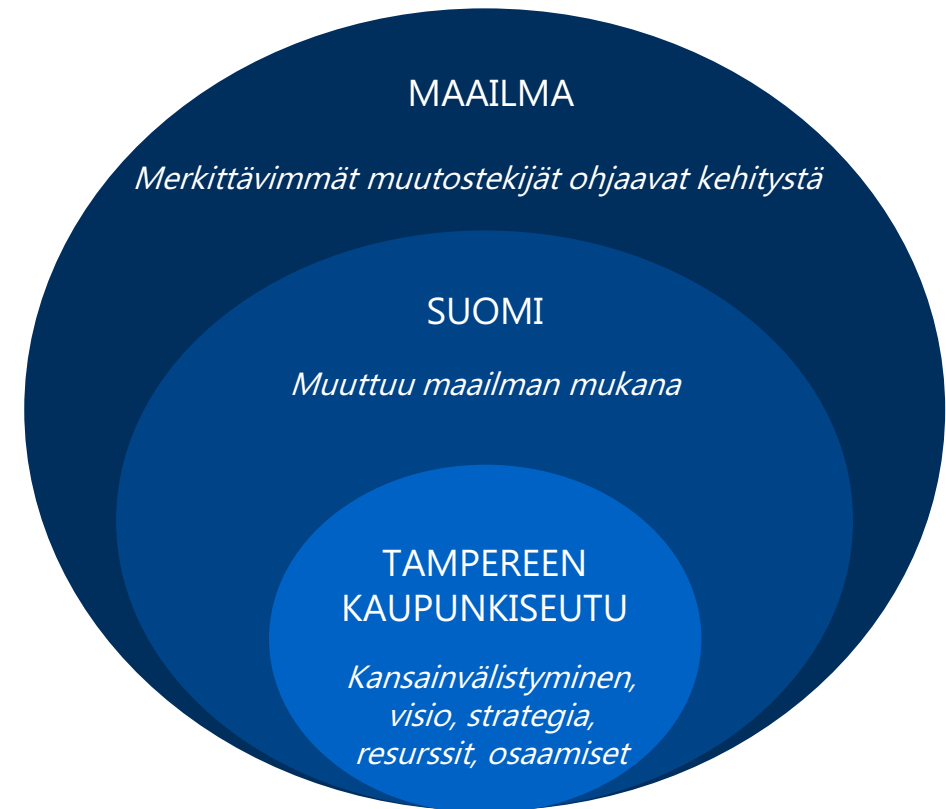 MAAILMA
Merkittävimmät muutostekijät ohjaavat kehitystä
SUOMI
Muuttuu maailman mukana
TAMPEREEN
KAUPUNKISEUTU
Kansainvälistyminen,
visio, strategia,
resurssit, osaamiset